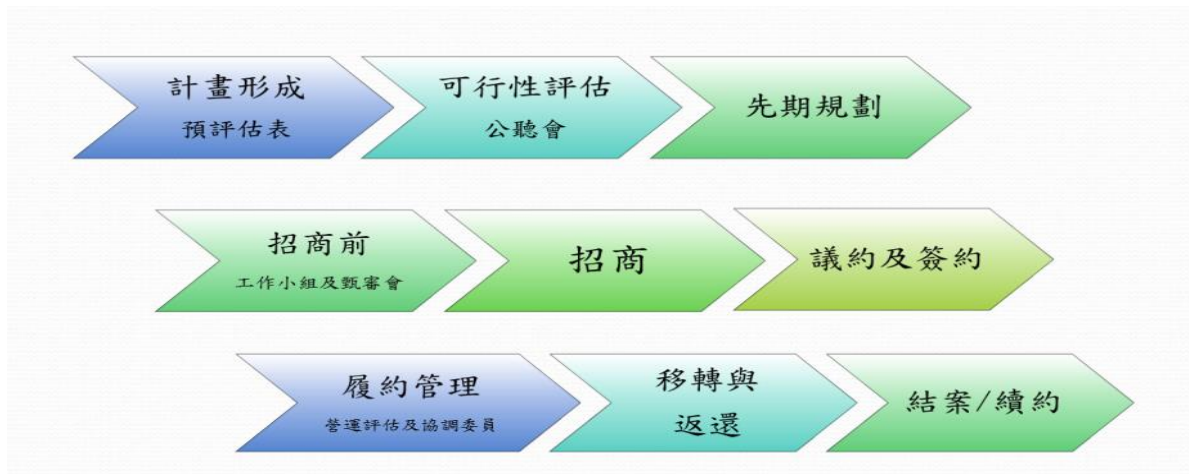 計畫形成
預評估表
可行性評估
公聽會
先期規劃
招商前
工作小組及甄審會
招商
議約及簽約
履約管理
營運評估及協調委員
移轉與
返還
結案/續約